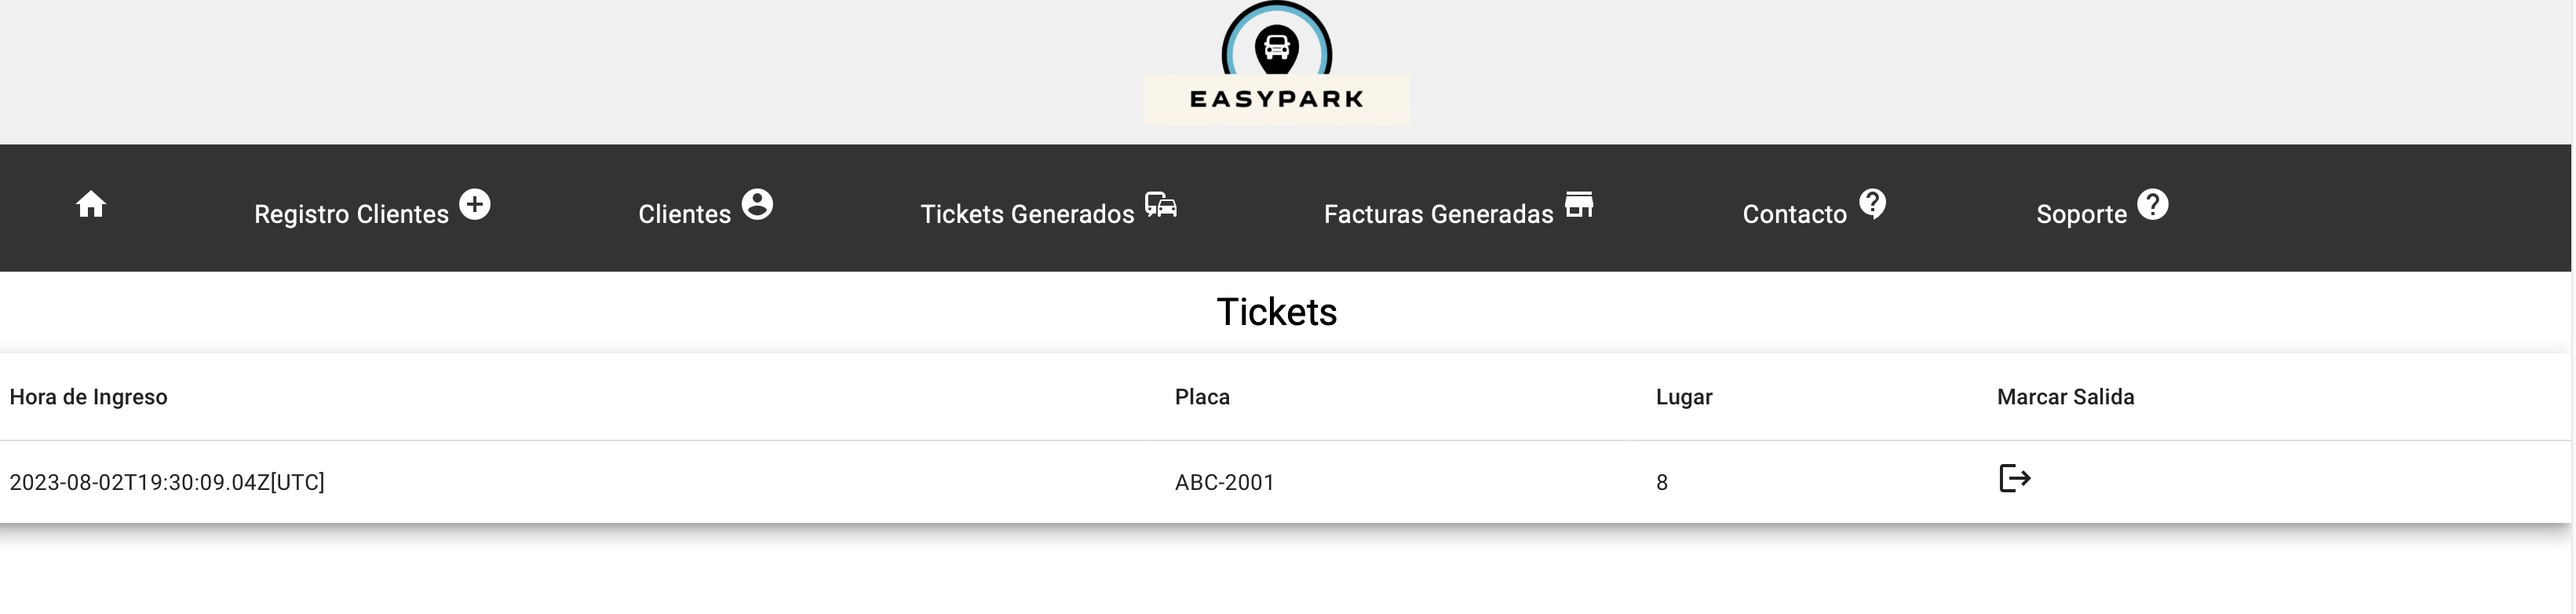 EASYPARK
Registro Clientes Clientes Tickets Generados Facturas Generadas Contacto Soporte
Tickets
Hora de Ingreso Placa Lugar Marcar Salida
2023-08-02T19:30:09.04Z[UTC] ABC-2001 8